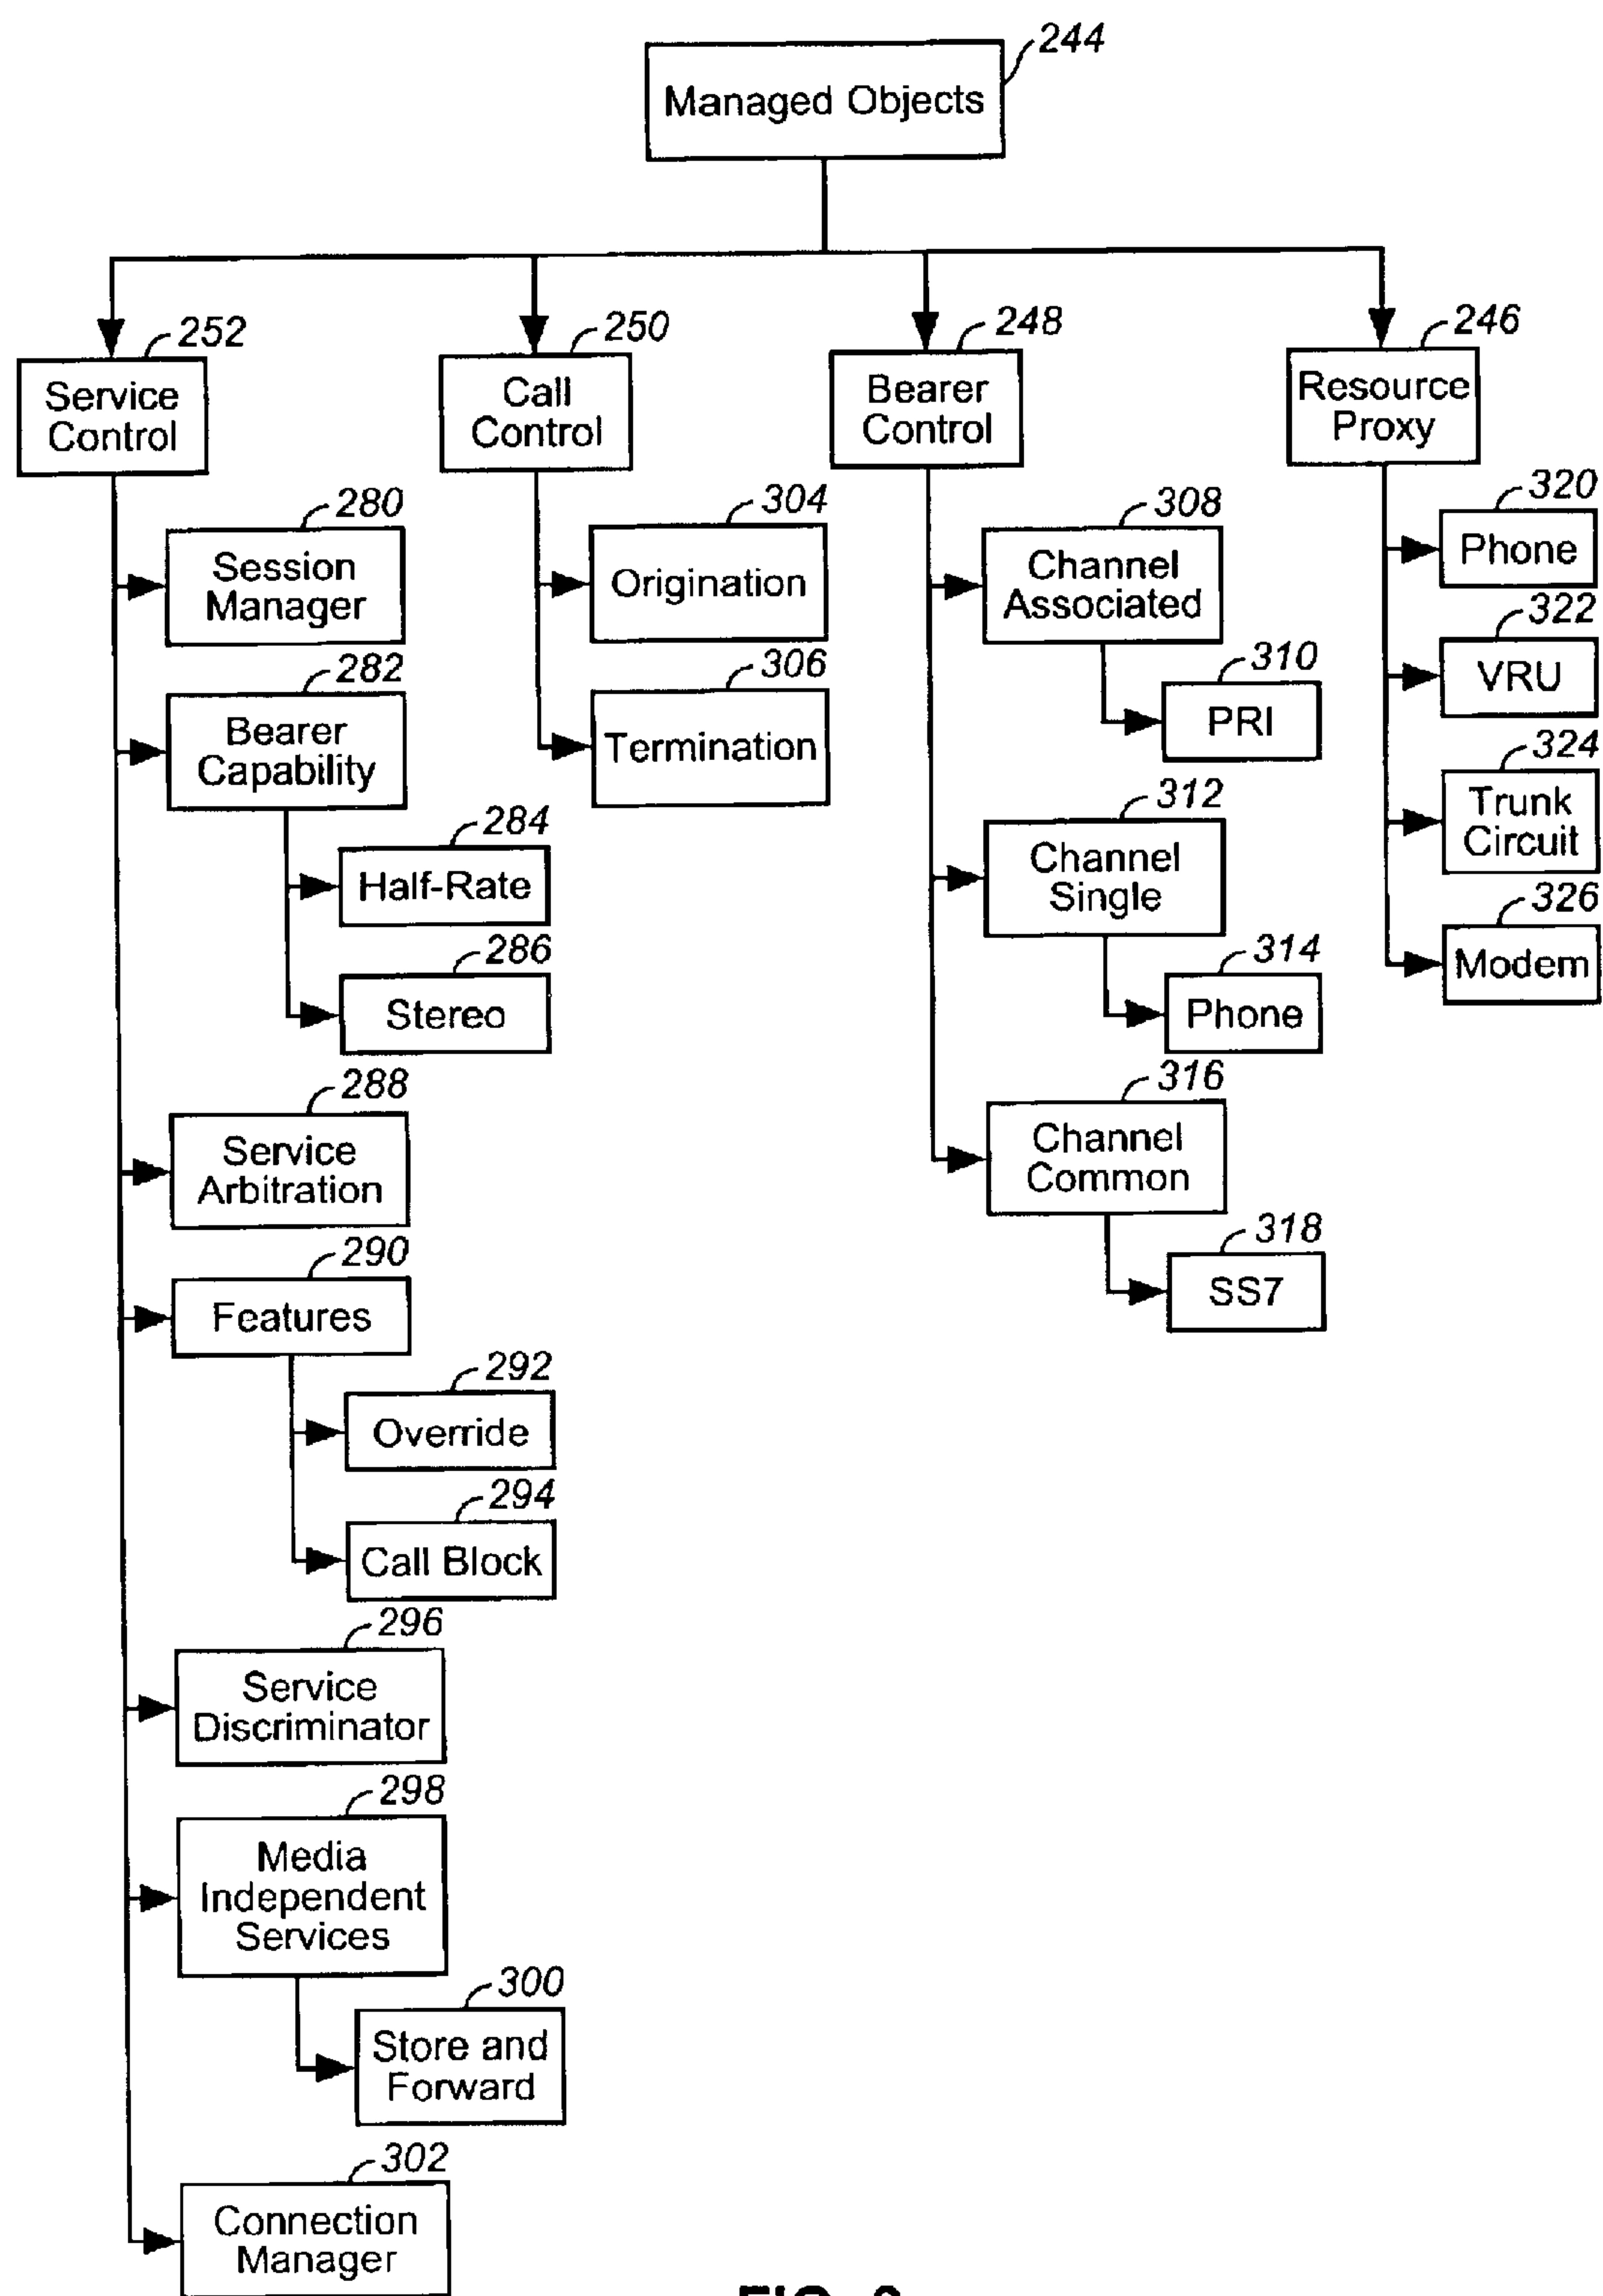 244
Managed Objects
252
Service
Control
250
Call
Control
248
Bearer
Control
246
Resource
Proxy
280
Session
Manager
282
Bearer
Capability
284
Half-Rate
286
Stereo
288
Service
Arbitration
290
Features
292
Override
294
Call Block
296
Service
Discriminator
298
Media
Independent
Services
300
Store and
Forward
302
Connection
Manager
304
Origination
306
Termination
308
Channel
Associated
310
PRI
312
Channel
Single
314
Phone
316
Channel
Common
318
SS7
320
Phone
322
VRU
324
Trunk
Circuit
326
Modem